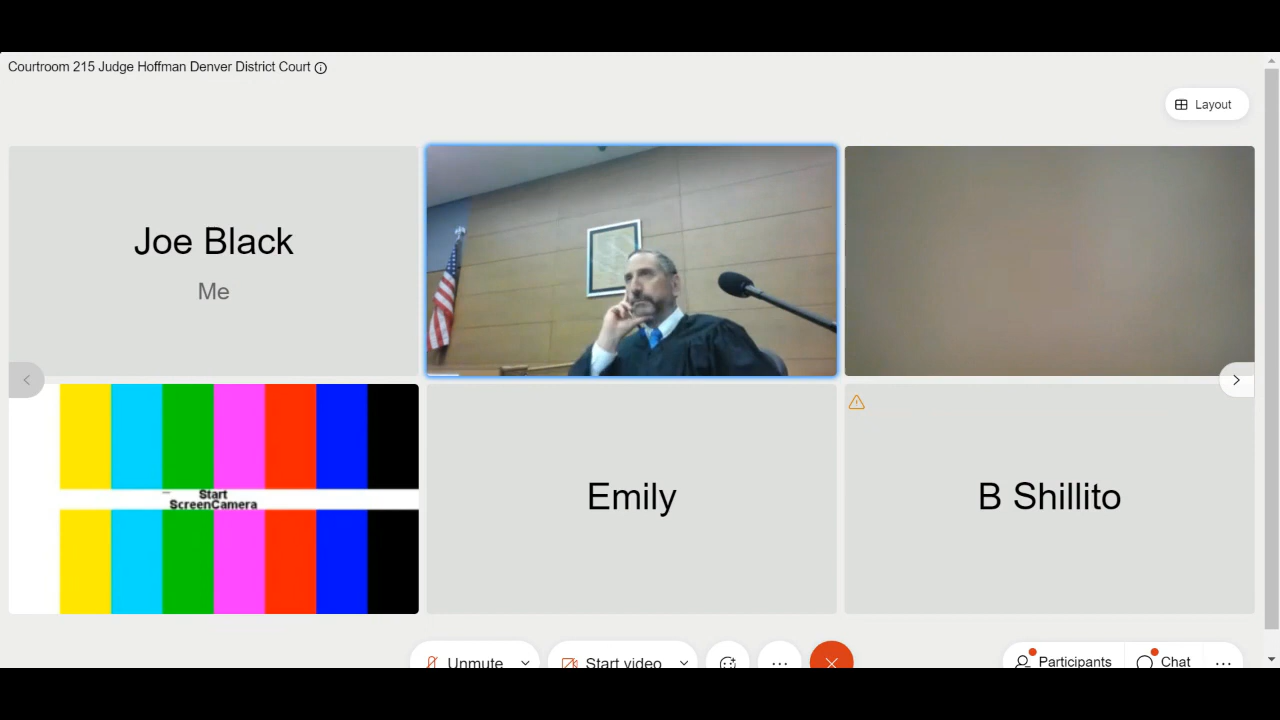 Courtroom 215 Judge Hoffman Denver District Court
Layout
Joe Black
Me
Start
ScreenCamera
Emily
B Shillito
Unmute
Start video
Participants
Chat